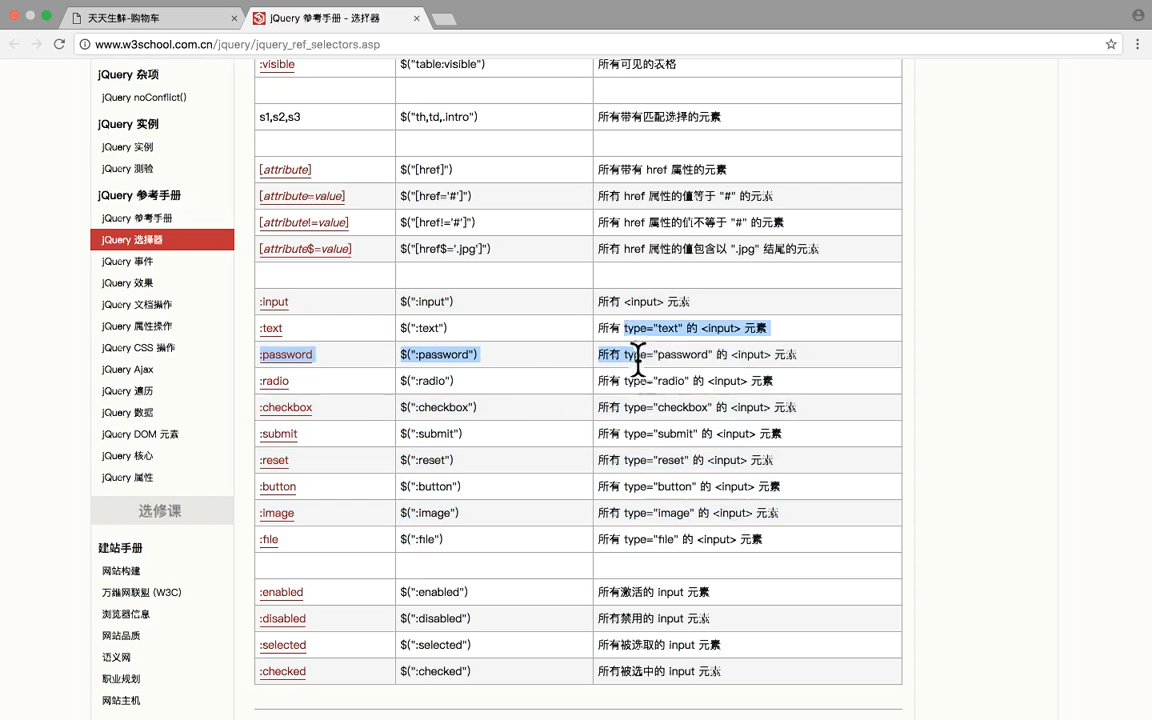 天天生鲜-购物车
jQuery 参考手册 - 选择器
www.w3school.com.cn/jquery/jquery_ref_selectors.asp
jQuery 杂项
jQuery noConflict()
jQuery 实例
jQuery 实例
jQuery 测验
jQuery 参考手册
jQuery 参考手册
jQuery 选择器
jQuery 事件
jQuery 效果
jQuery 文档操作
jQuery 属性操作
jQuery CSS 操作
jQuery Ajax
jQuery 遍历
jQuery 数据
jQuery DOM 元素
jQuery 核心
jQuery 属性
选修课
建站手册
网站构建
万维网联盟 (W3C)
浏览器信息
网站品质
语义网
职业规划
网站主机
:visible $("table:visible") 所有可见的表格
s1,s2,s3 $("th,td,.intro") 所有带有匹配选择的元素
[attribute] $("[href]") 所有带有 href 属性的元素
[attribute=value] $("[href='#']") 所有 href 属性的值等于 "#" 的元素
[attribute!=value] $("[href!='#']") 所有 href 属性的值不等于 "#" 的元素
[attribute$=value] $("[href$='.jpg']") 所有 href 属性的值包含以 ".jpg" 结尾的元素
:input $(":input") 所有 <input> 元素
:text $(":text") 所有 type="text" 的 <input> 元素
:password $(":password") 所有 type="password" 的 <input> 元素
:radio $(":radio") 所有 type="radio" 的 <input> 元素
:checkbox $(":checkbox") 所有 type="checkbox" 的 <input> 元素
:submit $(":submit") 所有 type="submit" 的 <input> 元素
:reset $(":reset") 所有 type="reset" 的 <input> 元素
:button $(":button") 所有 type="button" 的 <input> 元素
:image $(":image") 所有 type="image" 的 <input> 元素
:file $(":file") 所有 type="file" 的 <input> 元素
:enabled $(":enabled") 所有激活的 input 元素
:disabled $(":disabled") 所有禁用的 input 元素
:selected $(":selected") 所有被选取的 input 元素
:checked $(":checked") 所有被选中的 input 元素